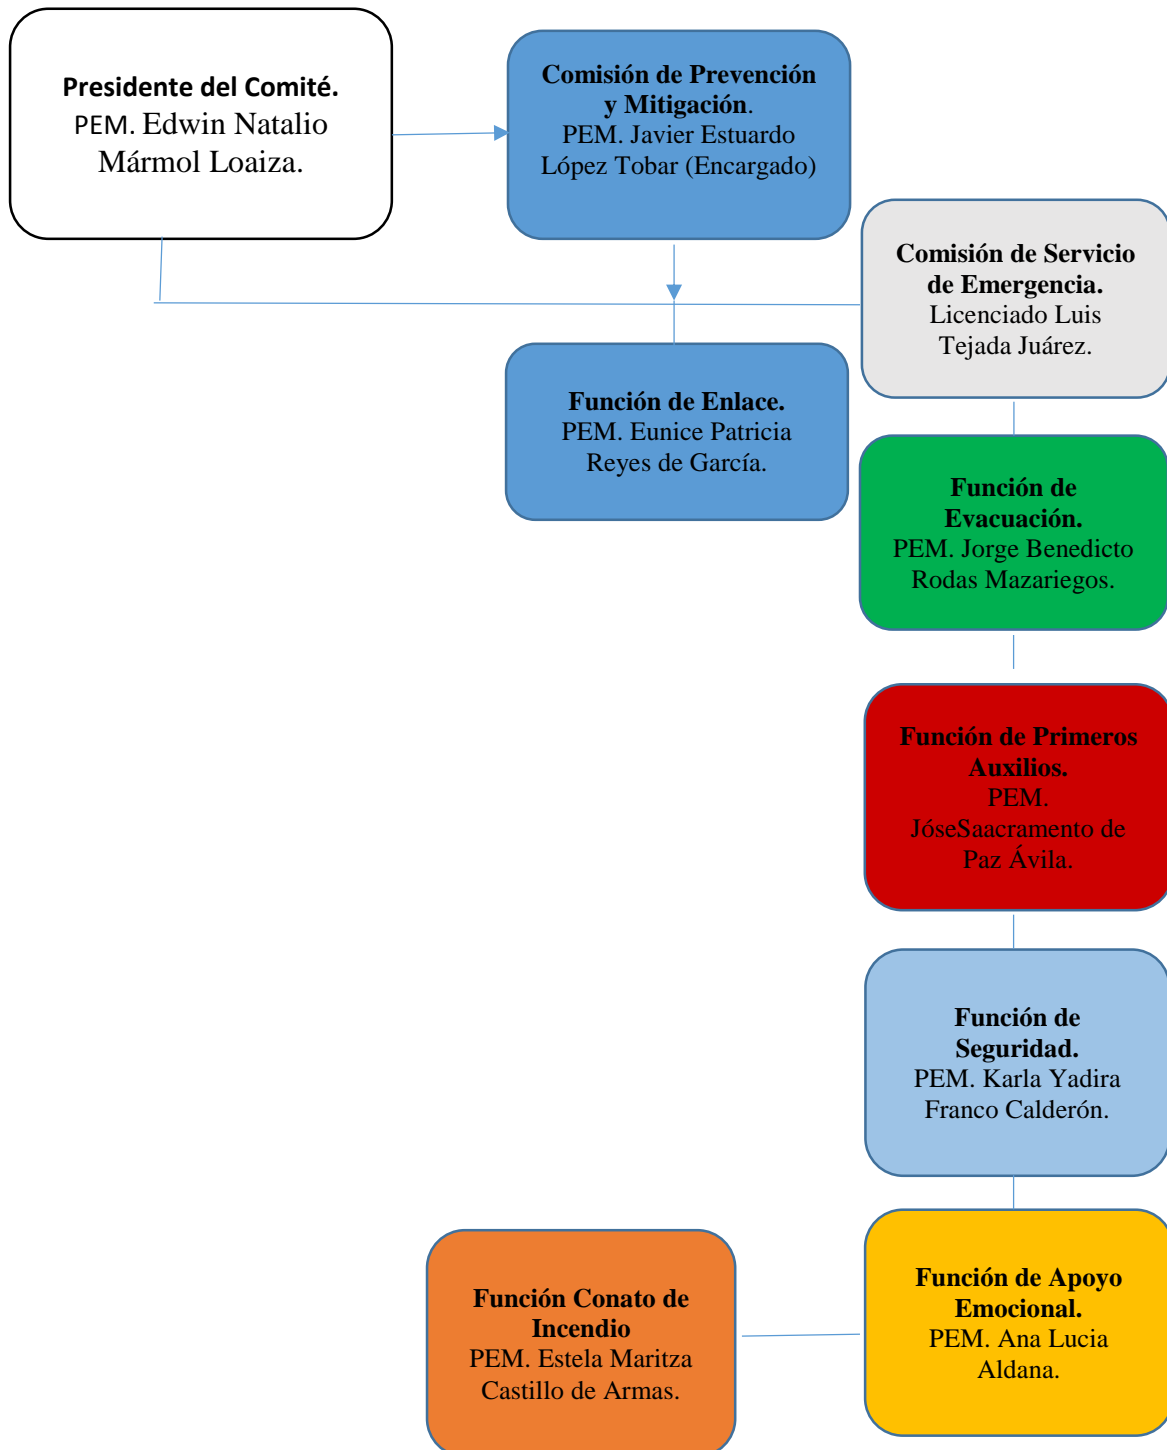 Presidente del Comité.
PEM. Edwin Natalio
Mármol Loaiza.
Comisión de Prevención
y Mitigación.
PEM. Javier Estuardo
López Tobar (Encargado)
Comisión de Servicio
de Emergencia.
Licenciado Luis
Tejada Juárez.
Función de Enlace.
PEM. Eunice Patricia
Reyes de García.
Función de
Evacuación.
PEM. Jorge Benedicto
Rodas Mazariegos.
Función de Primeros
Auxilios.
PEM.
JóseSaacramento de
Paz Ávila.
Función de
Seguridad.
PEM. Karla Yadira
Franco Calderón.
Función de Apoyo
Emocional.
PEM. Ana Lucia
Aldana.
Función Conato de
Incendio
PEM. Estela Maritza
Castillo de Armas.